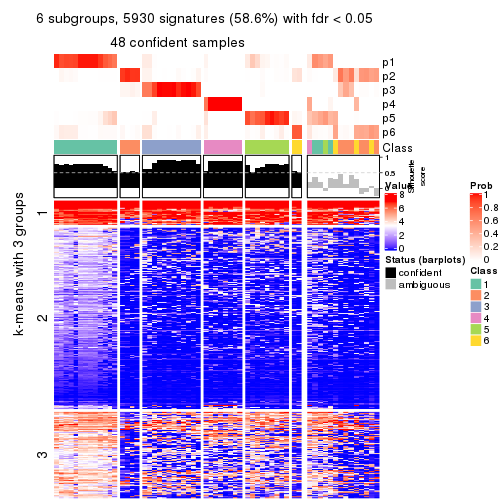 6 subgroups, 5930 signatures (58.6%) with fdr < 0.05
48 confident samples
p1
p2
p3
p4
p5
p6
Class
1
0.5
0
Silhouette
score
k-means with 3 groups
1
2
3
Value
8
6
4
2
0
Status (barplots)
confident
ambiguous
Prob
1
0.8
0.6
0.4
0.2
0
Class
1
2
3
4
5
6